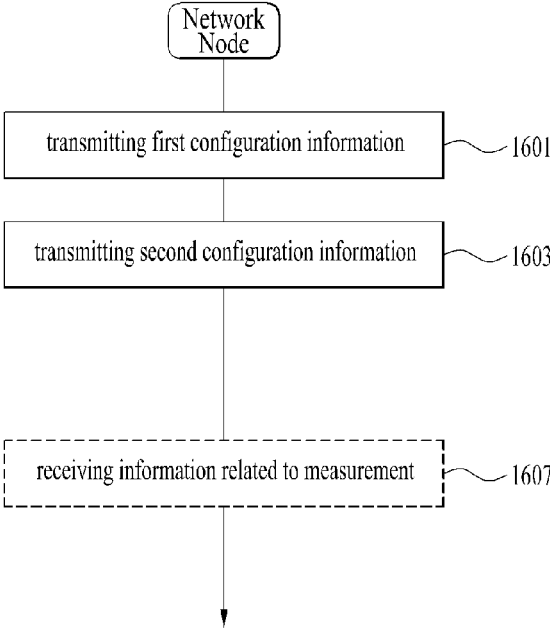 Network
Node
transmitting first configuration information
1601
transmitting second configuration information
1603
receiving information related to measurement
1607